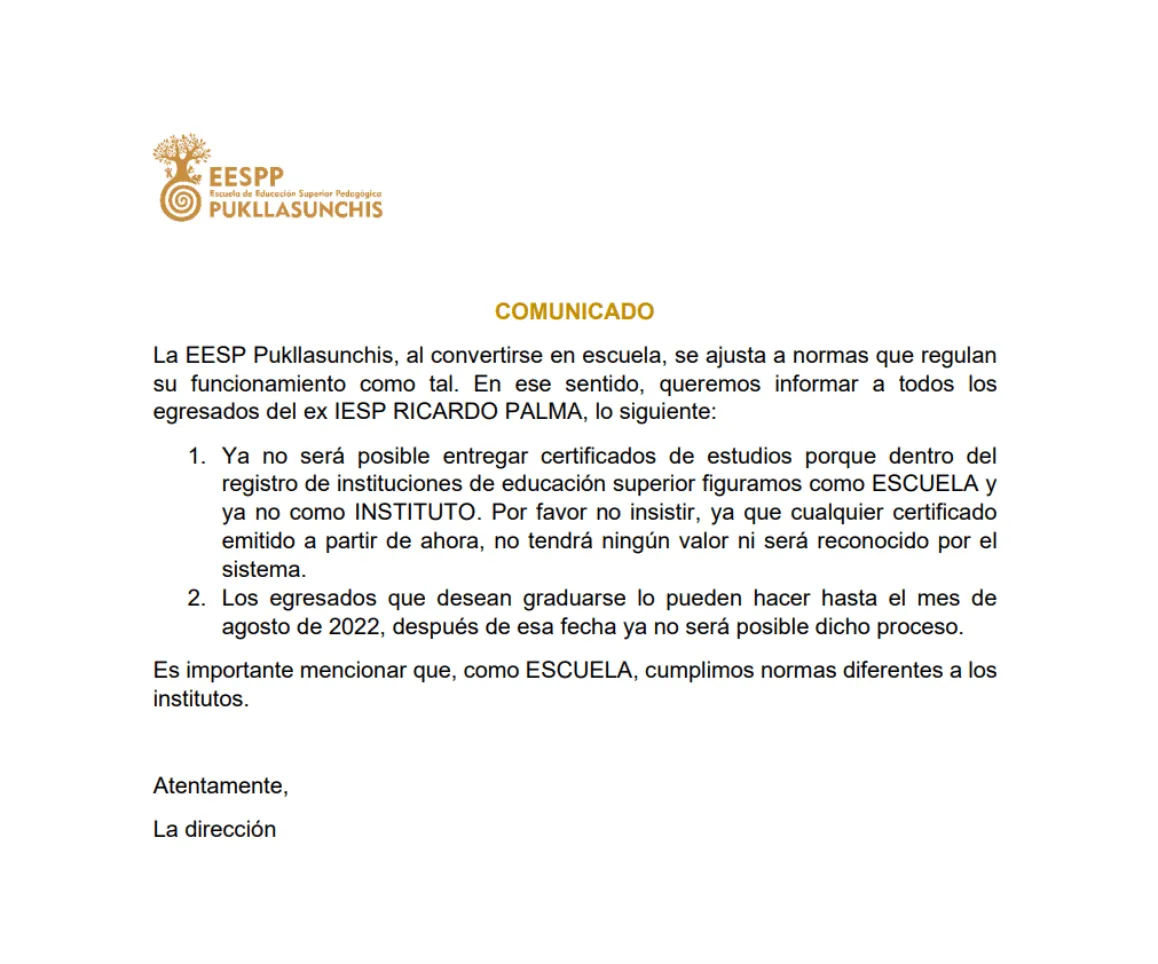 EESPP
Escuela de Educación Superior Pedagógica
PUKLLASUNCHIS
COMUNICADO
La EESP Pukllasunchis, al convertirse en escuela, se ajusta a normas que regulan
su funcionamiento como tal. En ese sentido, queremos informar a todos los
egresados del ex IESP RICARDO PALMA, lo siguiente:
1. Ya no será posible entregar certificados de estudios porque dentro del
registro de instituciones de educación superior figuramos como ESCUELA y
ya no como INSTITUTO. Por favor no insistir, ya que cualquier certificado
emitido a partir de ahora, no tendrá ningún valor ni será reconocido por el
sistema.
2. Los egresados que desean graduarse lo pueden hacer hasta el mes de
agosto de 2022, después de esa fecha ya no será posible dicho proceso.
Es importante mencionar que, como ESCUELA, cumplimos normas diferentes a los
institutos.
Atentamente,
La dirección